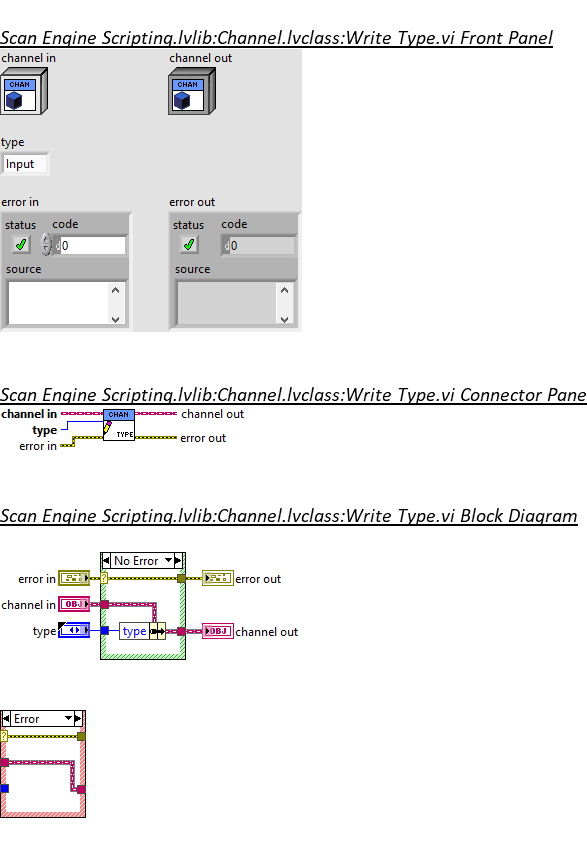 Scan Engine Scripting.lvlib:Channel.lvclass:Write Type.vi Front Panel
channel in channel out
CHAN CHAN
type
Input
error in error out
status code status code
d0 d0
source source
Scan Engine Scripting.lvlib:Channel.lvclass:Write Type.vi Connector Pane
channel in CHAN channel out
type TYPE
error in error out
Scan Engine Scripting.lvlib:Channel.lvclass:Write Type.vi Block Diagram
No Error
error in ? error out
channel in OBJ
type type OBJ channel out
Error
?